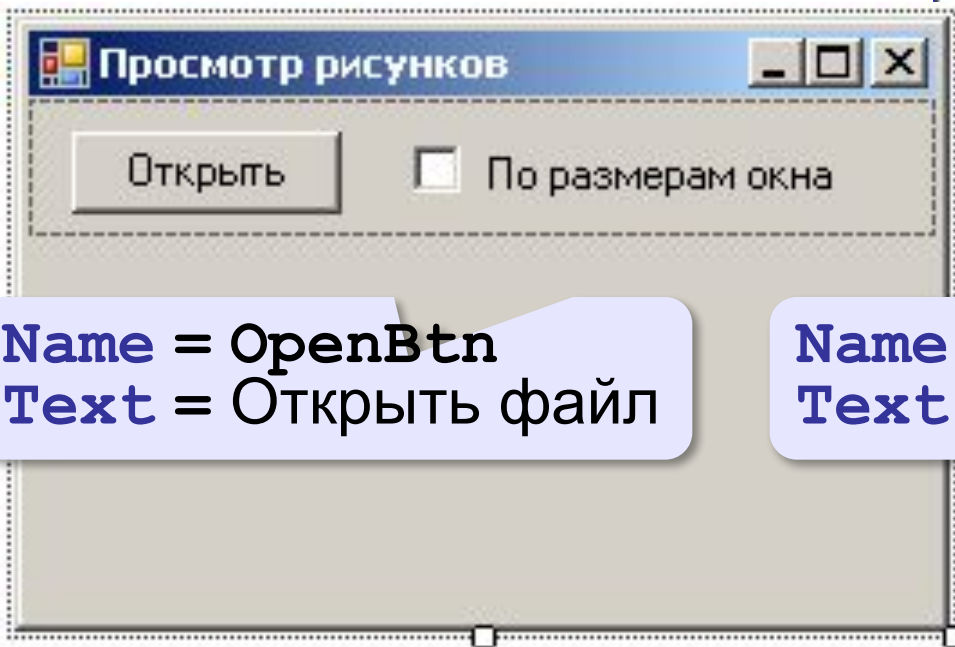 Просмотр рисунков
Открыть
По размерам окна
Name = OpenBtn
Text = Открыть файл
Name
Text